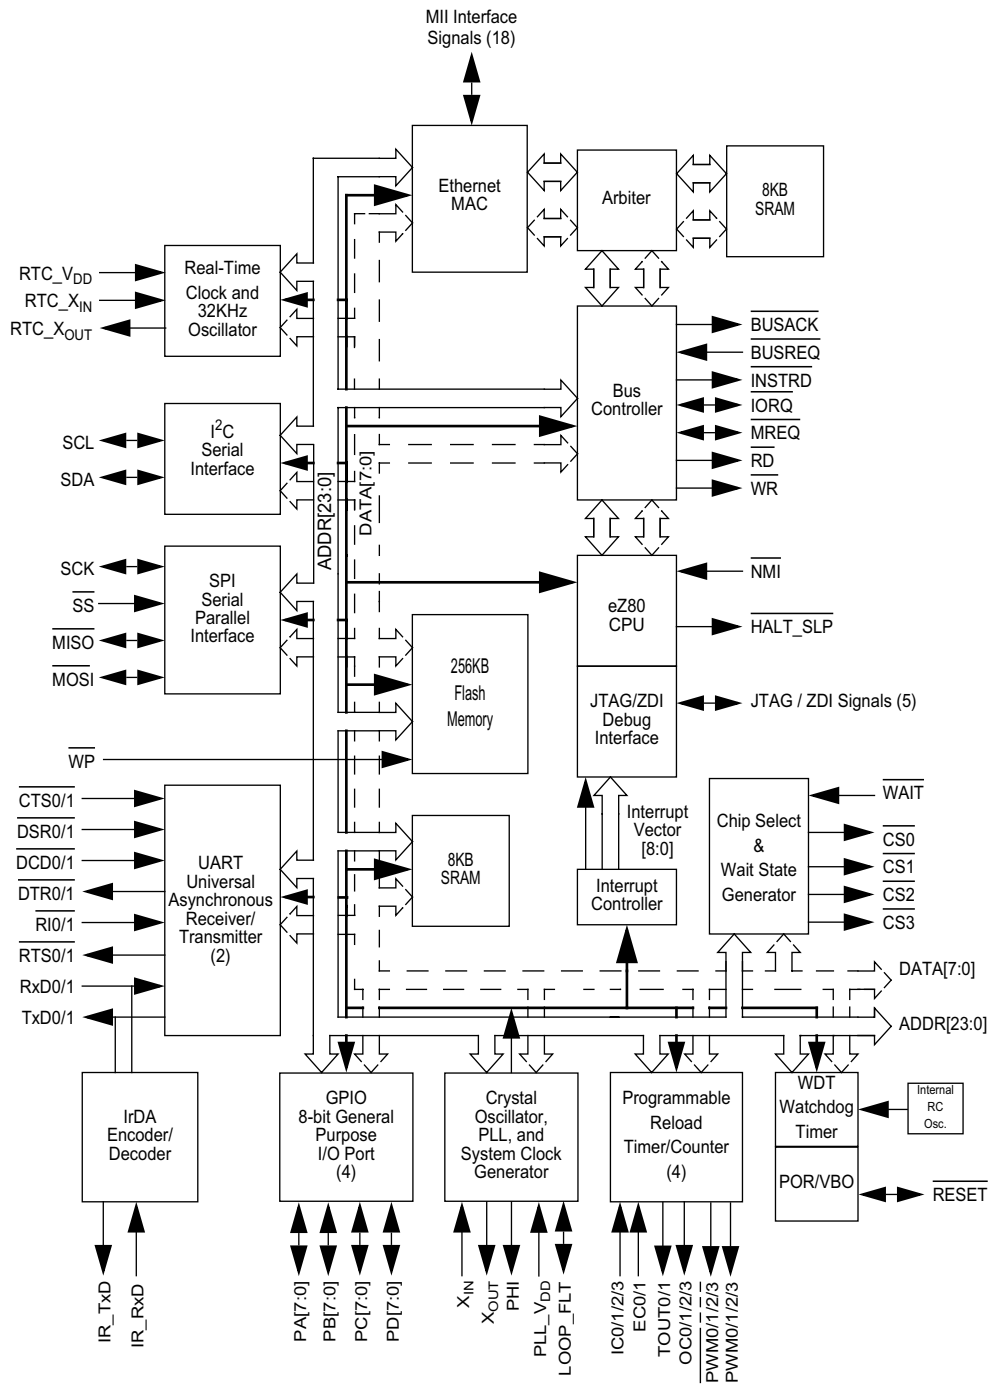 MII Interface
Signals (18)
Ethernet
MAC
Arbiter
8KB
SRAM
RTC_VDD
RTC_XIN
RTC_XOUT
Real-Time
Clock and
32KHz
Oscillator
Bus
Controller
BUSACK
BUSREQ
INSTRD
IORQ
MREQ
RD
WR
SCL
SDA
I2C
Serial
Interface
ADDR[23:0]
DATA[7:0]
SCK
SS
MISO
MOSI
SPI
Serial
Parallel
Interface
eZ80
CPU
NMI
HALT_SLP
256KB
Flash
Memory
JTAG/ZDI
Debug
Interface
JTAG / ZDI Signals (5)
WP
CTS0/1
DSR0/1
DCD0/1
DTR0/1
RI0/1
RTS0/1
RxD0/1
TxD0/1
UART
Universal
Asynchronous
Receiver/
Transmitter
(2)
8KB
SRAM
Interrupt
Vector
[8:0]
Interrupt
Controller
Chip Select
&
Wait State
Generator
WAIT
CS0
CS1
CS2
CS3
DATA[7:0]
ADDR[23:0]
IrDA
Encoder/
Decoder
GPIO
8-bit General
Purpose
I/O Port
(4)
Crystal
Oscillator,
PLL, and
System Clock
Generator
Programmable
Reload
Timer/Counter
(4)
WDT
Watchdog
Timer
POR/VBO
Internal
RC
Osc.
RESET
IR_TxD
IR_RxD
PA[7:0]
PB[7:0]
PC[7:0]
PD[7:0]
XIN
XOUT
PHI
PLL_VDD
LOOP_FLT
IC0/1/2/3
EC0/1
TOUT0/1
OC0/1/2/3
PWM0/1/2/3
PWM0/1/2/3